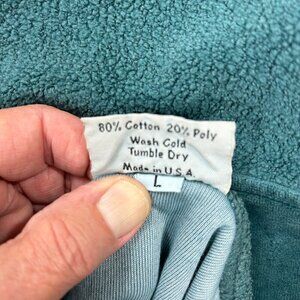 80% Cotton 20% Poly
Wash Cold
Tumble Dry
Made in U.S.A.
L